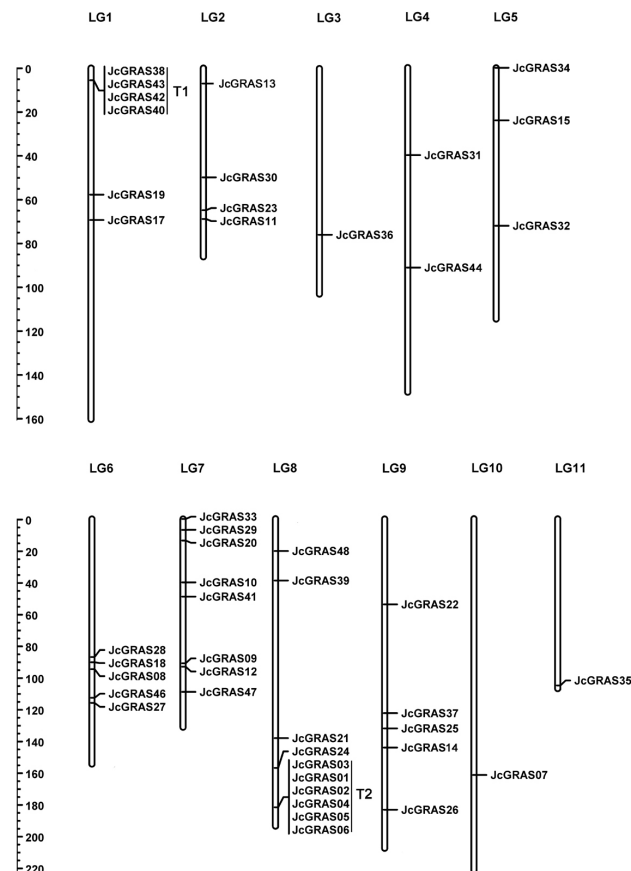 LG1 LG2 LG3 LG4 LG5
0
20
40
60
80
100
120
140
160
JcGRAS38
JcGRAS43
JcGRAS42
JcGRAS40
T1
JcGRAS19
JcGRAS17
JcGRAS13
JcGRAS30
JcGRAS23
JcGRAS11
JcGRAS36
JcGRAS31
JcGRAS44
JcGRAS34
JcGRAS15
JcGRAS32
LG6 LG7 LG8 LG9 LG10 LG11
0
20
40
60
80
100
120
140
160
180
200
220
JcGRAS28
JcGRAS18
JcGRAS08
JcGRAS46
JcGRAS27
JcGRAS33
JcGRAS29
JcGRAS20
JcGRAS10
JcGRAS41
JcGRAS09
JcGRAS12
JcGRAS47
JcGRAS48
JcGRAS39
JcGRAS21
JcGRAS24
JcGRAS03
JcGRAS01
JcGRAS02
JcGRAS04
JcGRAS05
JcGRAS06
T2
JcGRAS22
JcGRAS37
JcGRAS25
JcGRAS14
JcGRAS26
JcGRAS07
JcGRAS35